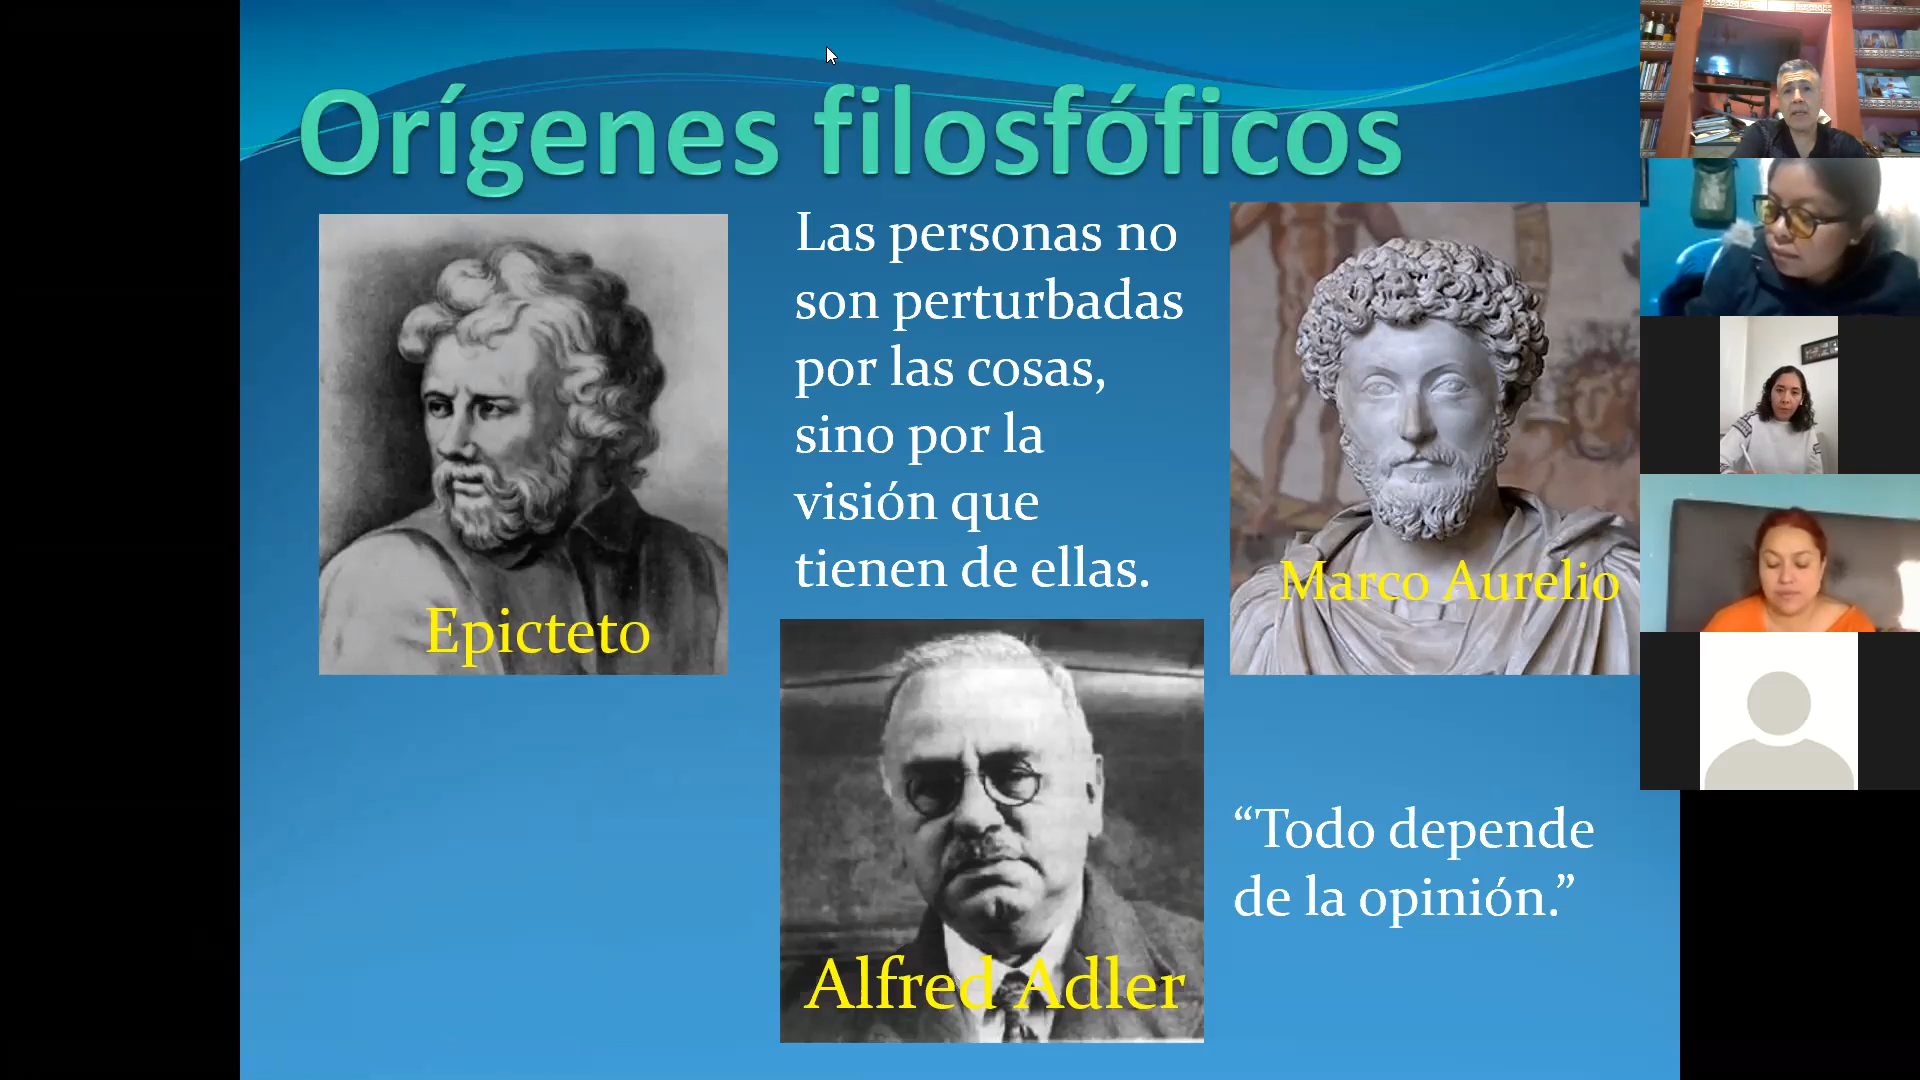 Orígenes filosfóficos
Las personas no
son perturbadas
por las cosas,
sino por la
visión que
tienen de ellas.
Epicteto
Marco Aurelio
Alfred Adler
“Todo depende
de la opinión.”